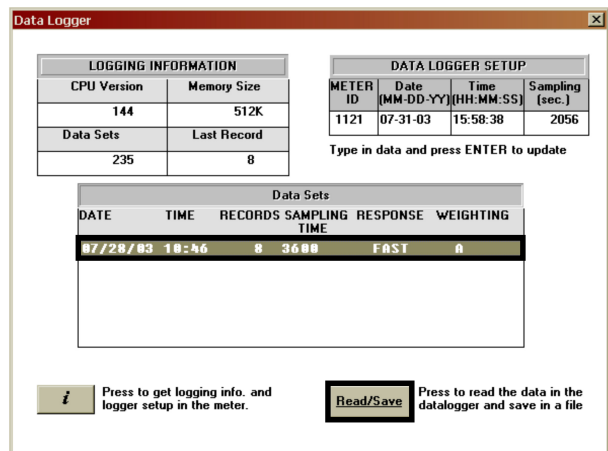 Data Logger
LOGGING INFORMATION
CPU Version Memory Size
144 512K
Data Sets Last Record
235 8
DATA LOGGER SETUP
METER ID Date (MM-DD-YY) Time (HH:MM:SS) Sampling (sec.)
1121 07-31-03 15:58:38 2056
Type in data and press ENTER to update
Data Sets
DATE TIME RECORDS SAMPLING TIME RESPONSE WEIGHTING
07/28/03 10:46 8 3600 FAST A
i
Press to get logging info. and
logger setup in the meter.
Read/Save
Press to read the data in the
datalogger and save in a file